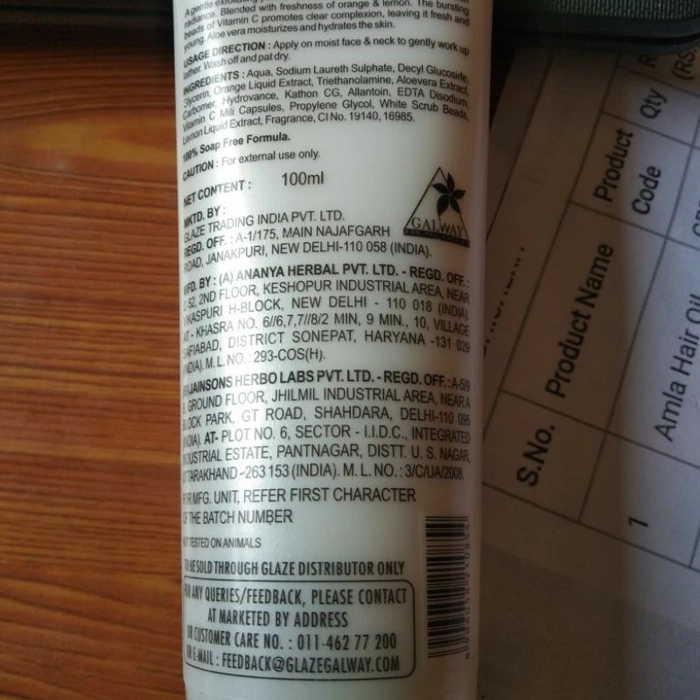 A gentle
radiance. Blended with freshness of orange & lemon. The bursting
beads of Vitamin C promotes clear complexion, leaving it fresh and
young. Aloe vera moisturizes and hydrates the skin.
USAGE DIRECTION : Apply on moist face & neck to gently work up
lather. Wash off and pat dry.
INGREDIENTS : Aqua, Sodium Laureth Sulphate, Decyl Glucoside,
Glycerin, Orange Liquid Extract, Triethanolamine, Aloevera Extract,
Carbomer, Hydrovance, Kathon CG, Allantoin, EDTA Disodium,
Vitamin C Mili Capsules, Propylene Glycol, White Scrub Beads,
Lemon Liquid Extract, Fragrance, CI No. 19140, 16985.
100% Soap Free Formula.
CAUTION : For external use only.
NET CONTENT : 100ml
MKTD. BY :
GLAZE TRADING INDIA PVT. LTD.
REGD. OFF. : A-1/175, MAIN NAJAFGARH
ROAD, JANAKPURI, NEW DELHI-110 058 (INDIA).
GALWAY
MFD. BY : (A) ANANYA HERBAL PVT. LTD. - REGD. OFF. :
C-52, 2ND FLOOR, KESHOPUR INDUSTRIAL AREA, NEAR
VIKASPURI H-BLOCK, NEW DELHI - 110 018 (INDIA)
AT - KHASRA NO. 6//6,7,7//8/2 MIN, 9 MIN., 10, VILLAGE
SAFIABAD, DISTRICT SONEPAT, HARYANA -131 029
(INDIA). M. L. NO. : 293-COS(H).
JAINSONS HERBO LABS PVT. LTD. - REGD. OFF. : A-5/9
GROUND FLOOR, JHILMIL INDUSTRIAL AREA, NEAR A
BLOCK PARK, GT ROAD, SHAHDARA, DELHI-110 095
(INDIA). AT- PLOT NO. 6, SECTOR - I.I.D.C., INTEGRATED
INDUSTRIAL ESTATE, PANTNAGAR, DISTT. U. S. NAGAR,
UTTARAKHAND -263 153 (INDIA). M. L. NO. : 3/C/UA/2008.
FOR MFG. UNIT, REFER FIRST CHARACTER
OF THE BATCH NUMBER
NOT TESTED ON ANIMALS
TO BE SOLD THROUGH GLAZE DISTRIBUTOR ONLY
FOR ANY QUERIES/FEEDBACK, PLEASE CONTACT
AT MARKETED BY ADDRESS
OR CUSTOMER CARE NO. : 011-462 77 200
OR E-MAIL : FEEDBACK@GLAZEGALWAY.COM
S.No. Product Name Product Code Qty
(RS
1 Amla Hair Oil